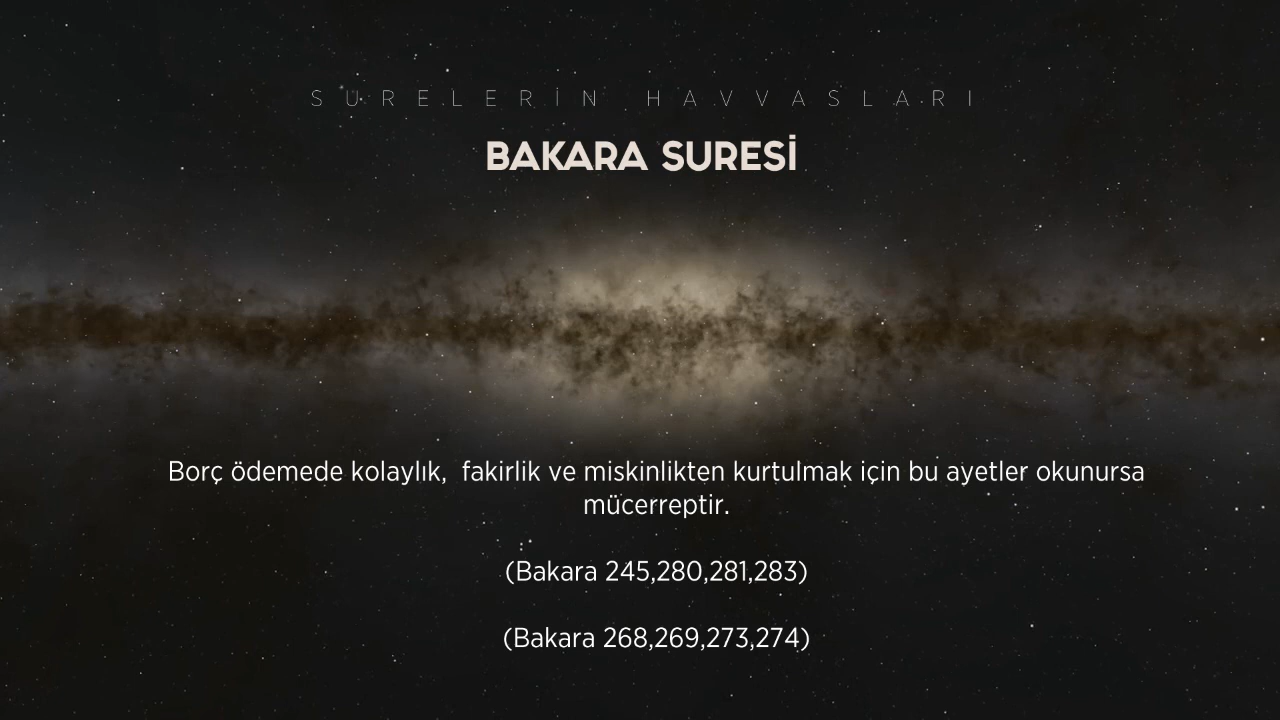 SURELERİN HAVVASLARI
BAKARA SURESİ
Borç ödemede kolaylık, fakirlik ve miskinlikten kurtulmak için bu ayetler okunursa
mücerreptir.
(Bakara 245,280,281,283)
(Bakara 268,269,273,274)